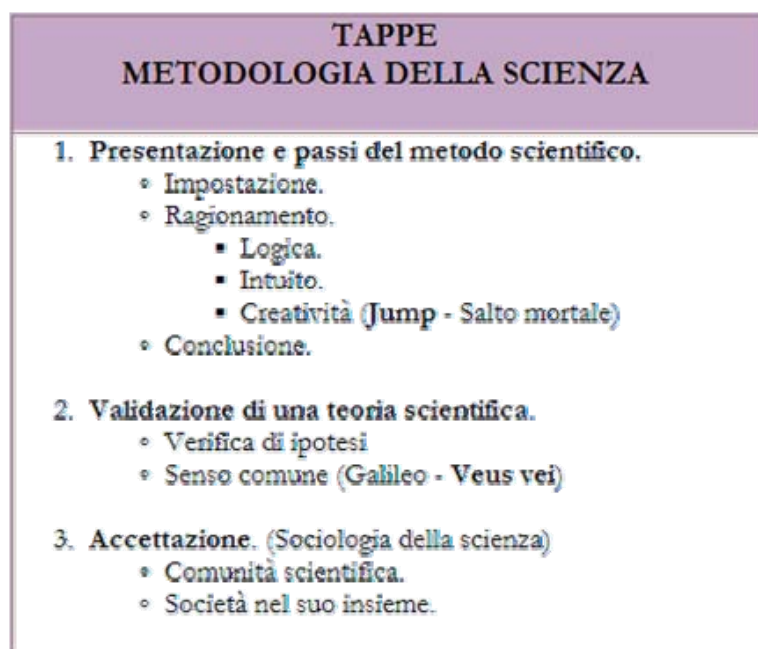 TAPPE
METODOLOGIA DELLA SCIENZA
1. Presentazione e passi del metodo scientifico.
∘ Impostazione.
∘ Ragionamento.
▪ Logica.
▪ Intuito.
▪ Creatività (Jump - Salto mortale)
∘ Conclusione.
2. Validazione di una teoria scientifica.
∘ Verifica di ipotesi
∘ Senso comune (Galileo - Veus vei)
3. Accettazione. (Sociologia della scienza)
∘ Comunità scientifica.
∘ Società nel suo insieme.